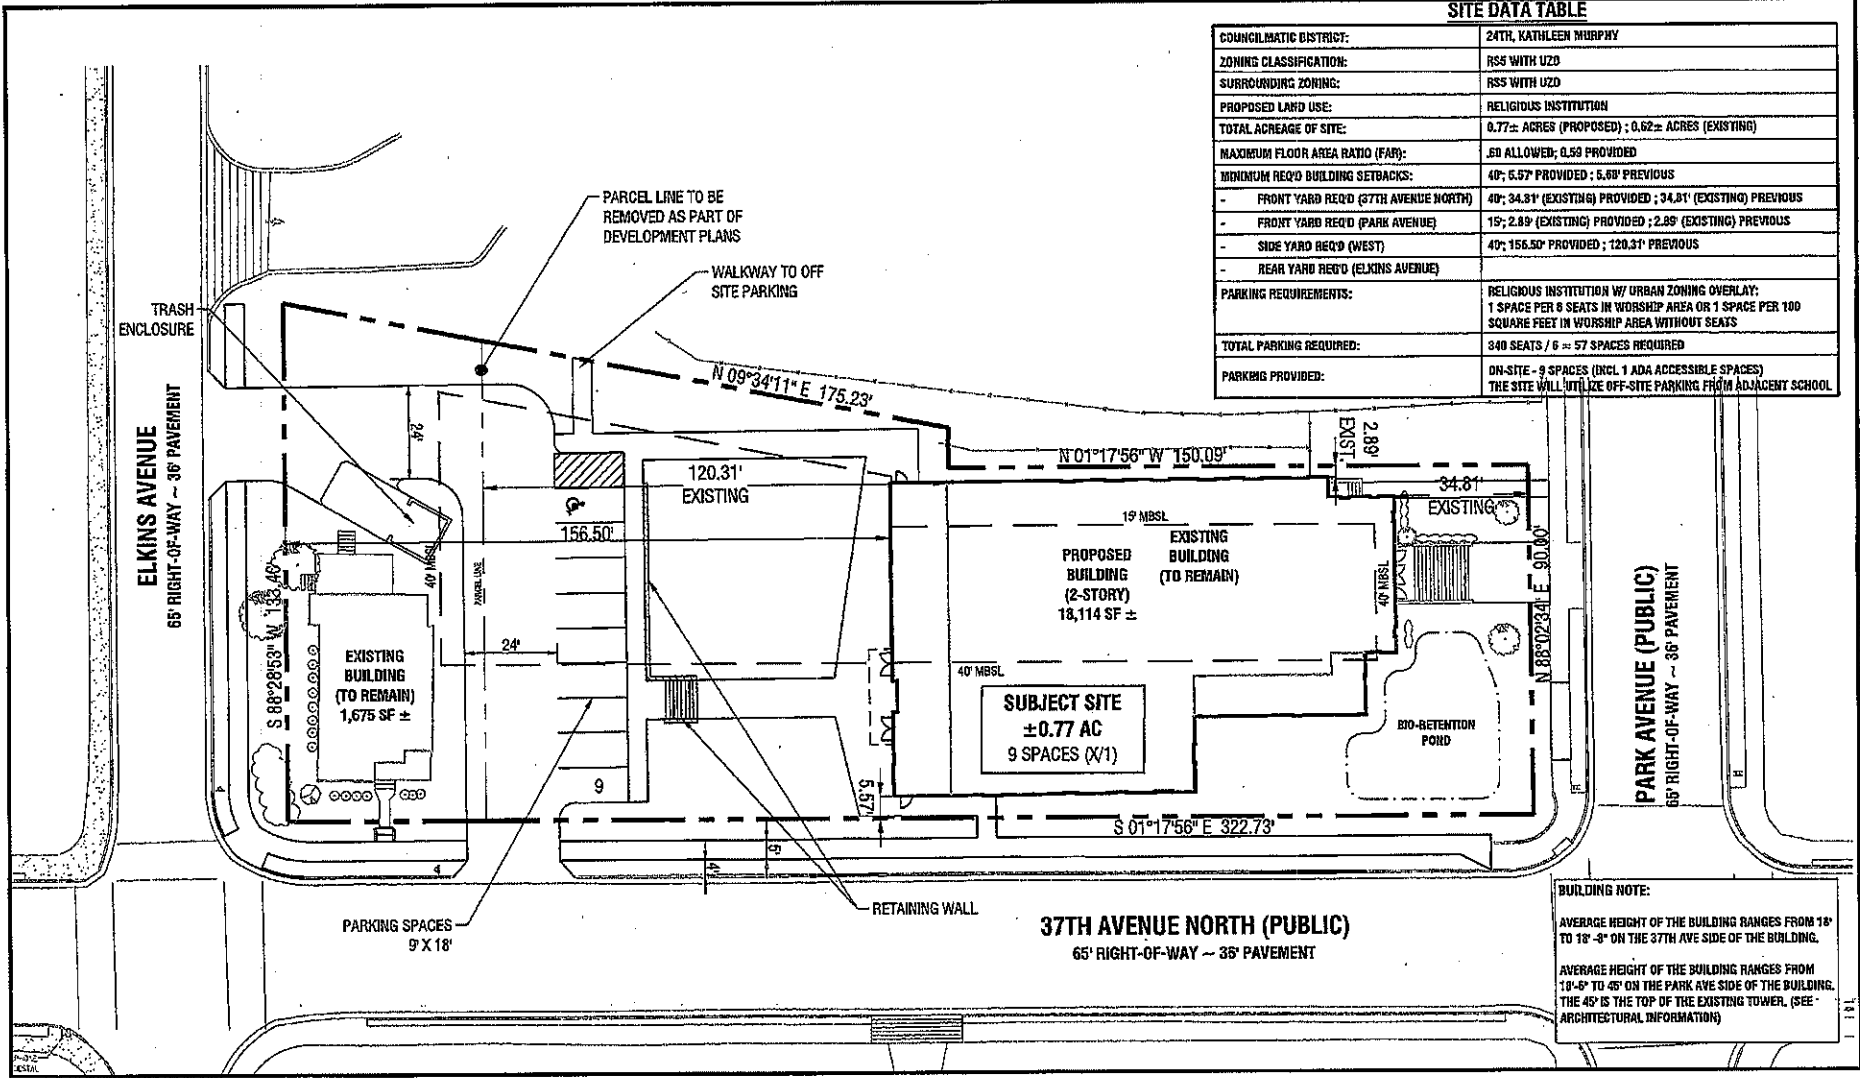 SITE DATA TABLE
COUNCILMATIC DISTRICT: 24TH, KATHLEEN MURPHY
ZONING CLASSIFICATION: RS5 WITH UZO
SURROUNDING ZONING: RS5 WITH UZO
PROPOSED LAND USE: RELIGIOUS INSTITUTION
TOTAL ACREAGE OF SITE: 0.77± ACRES (PROPOSED) ; 0.62± ACRES (EXISTING)
MAXIMUM FLOOR AREA RATIO (FAR): .60 ALLOWED; 0.59 PROVIDED
MINIMUM REQ'D BUILDING SETBACKS: 40'; 5.57' PROVIDED ; 5.68' PREVIOUS
- FRONT YARD REQ'D (37TH AVENUE NORTH) 40'; 34.81' (EXISTING) PROVIDED ; 34.81' (EXISTING) PREVIOUS
- FRONT YARD REQ'D (PARK AVENUE) 15'; 2.89' (EXISTING) PROVIDED ; 2.89' (EXISTING) PREVIOUS
- SIDE YARD REQ'D (WEST) 40'; 156.50' PROVIDED ; 120.31' PREVIOUS
- REAR YARD REQ'D (ELKINS AVENUE)
PARKING REQUIREMENTS: RELIGIOUS INSTITUTION W/ URBAN ZONING OVERLAY:
1 SPACE PER 6 SEATS IN WORSHIP AREA OR 1 SPACE PER 100
SQUARE FEET IN WORSHIP AREA WITHOUT SEATS
TOTAL PARKING REQUIRED: 340 SEATS / 6 = 57 SPACES REQUIRED
PARKING PROVIDED: ON-SITE - 9 SPACES (INCL 1 ADA ACCESSIBLE SPACES)
THE SITE WILL UTILIZE OFF-SITE PARKING FROM ADJACENT SCHOOL
PARCEL LINE TO BE
REMOVED AS PART OF
DEVELOPMENT PLANS
WALKWAY TO OFF
SITE PARKING
TRASH
ENCLOSURE
4'
ELKINS AVENUE
65' RIGHT-OF-WAY ~ 36' PAVEMENT
N 09°34'11" E 175.23'
N 01°17'56" W 150.09'
2.89'
EXIST.
24'
120.31'
EXISTING
34.81'
EXISTING
156.50'
15' MBSL
PROPOSED
BUILDING
(2-STORY)
18,114 SF ±
EXISTING
BUILDING
(TO REMAIN)
40' MBSL
40' MBSL
PARCEL LINE
S 88°28'53" W 133.40'
N 88°02'34" E 90.00'
PARK AVENUE (PUBLIC)
65' RIGHT-OF-WAY ~ 36' PAVEMENT
24'
EXISTING
BUILDING
(TO REMAIN)
1,675 SF ±
40' MBSL
SUBJECT SITE
±0.77 AC
9 SPACES (X/1)
BIO-RETENTION
POND
9
5.57'
S 01°17'56" E 322.73'
4
4
4'
5'
PARKING SPACES
9' X 18'
RETAINING WALL
37TH AVENUE NORTH (PUBLIC)
65' RIGHT-OF-WAY ~ 35' PAVEMENT
BUILDING NOTE:
AVERAGE HEIGHT OF THE BUILDING RANGES FROM 18'
TO 18'-8" ON THE 37TH AVE SIDE OF THE BUILDING.
AVERAGE HEIGHT OF THE BUILDING RANGES FROM
18'-6" TO 45' ON THE PARK AVE SIDE OF THE BUILDING.
THE 45' IS THE TOP OF THE EXISTING TOWER. (SEE
ARCHITECTURAL INFORMATION)